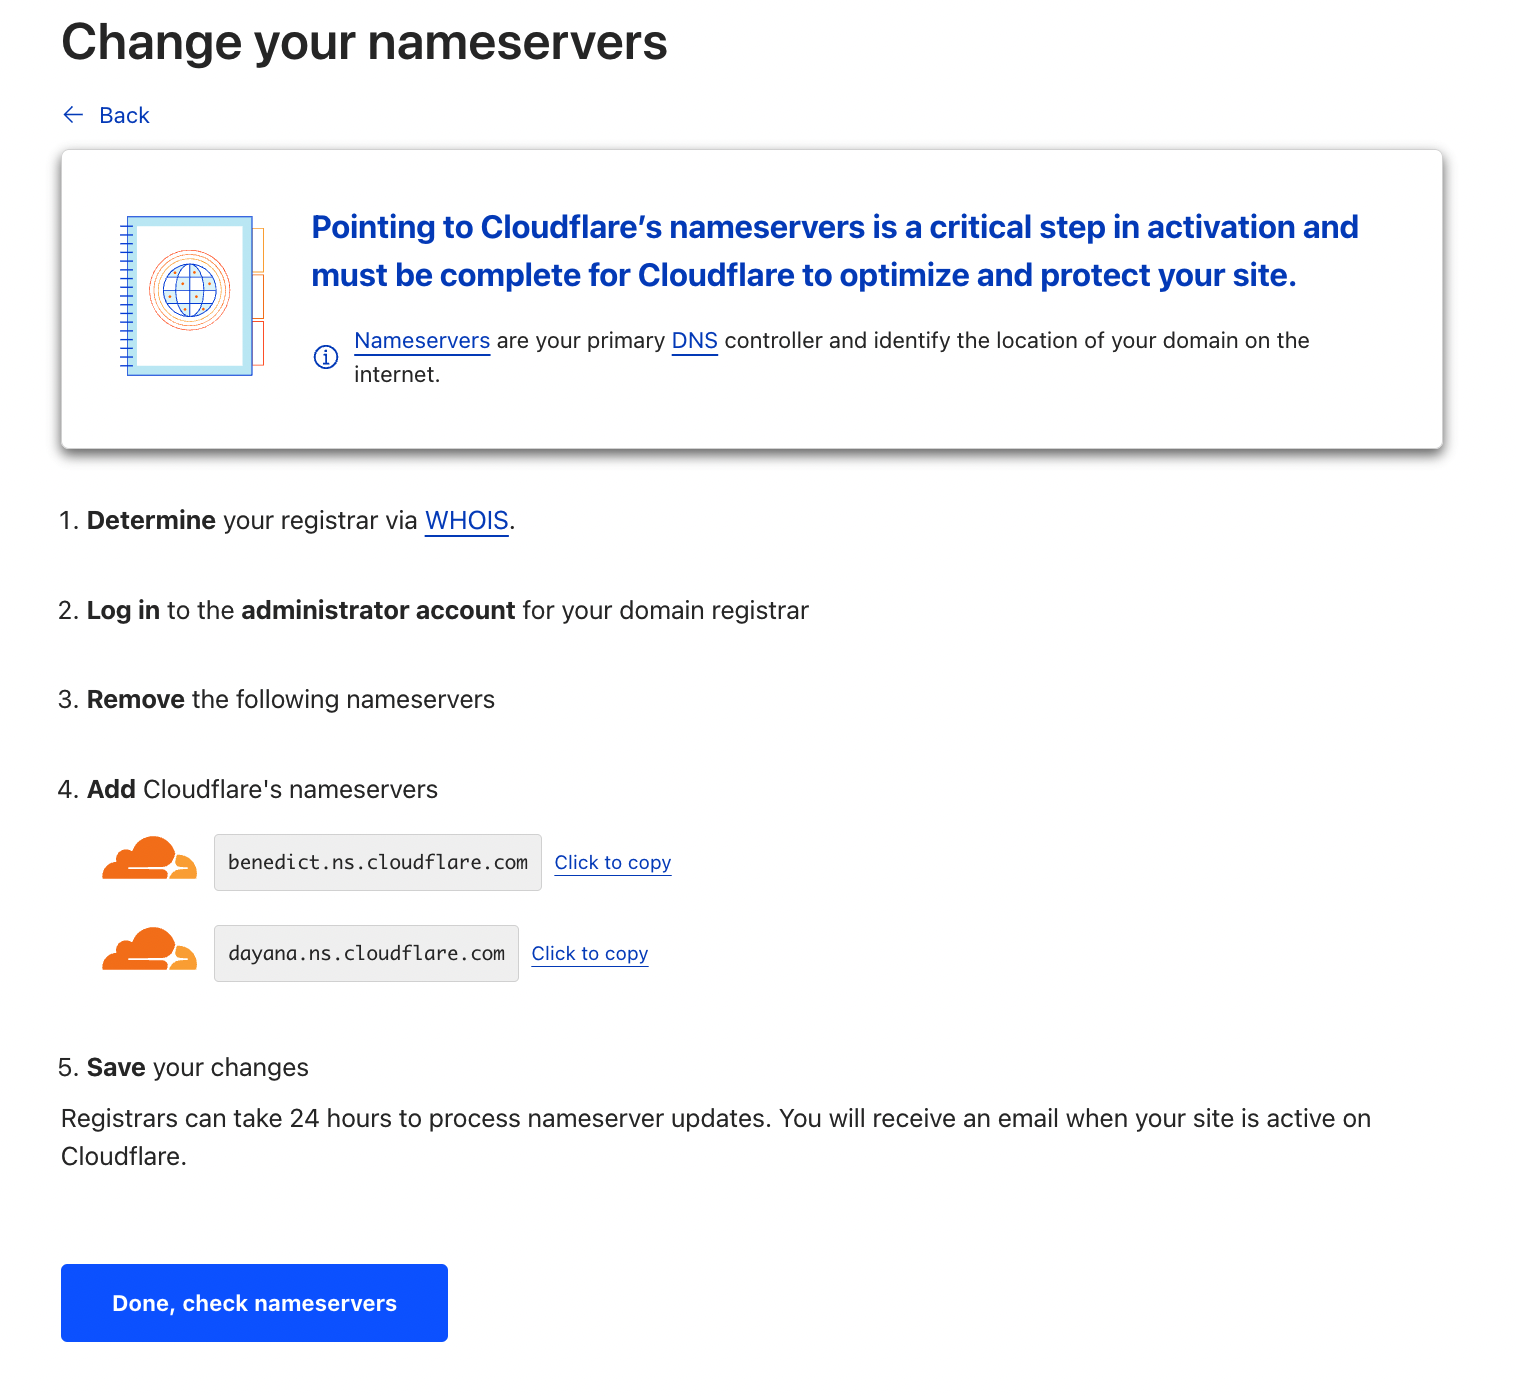 Change your nameservers
Back
Pointing to Cloudflare’s nameservers is a critical step in activation and
must be complete for Cloudflare to optimize and protect your site.
Nameservers are your primary DNS controller and identify the location of your domain on the
internet.
1. Determine your registrar via WHOIS.
2. Log in to the administrator account for your domain registrar
3. Remove the following nameservers
4. Add Cloudflare's nameservers
benedict.ns.cloudflare.com Click to copy
dayana.ns.cloudflare.com Click to copy
5. Save your changes
Registrars can take 24 hours to process nameserver updates. You will receive an email when your site is active on
Cloudflare.
Done, check nameservers